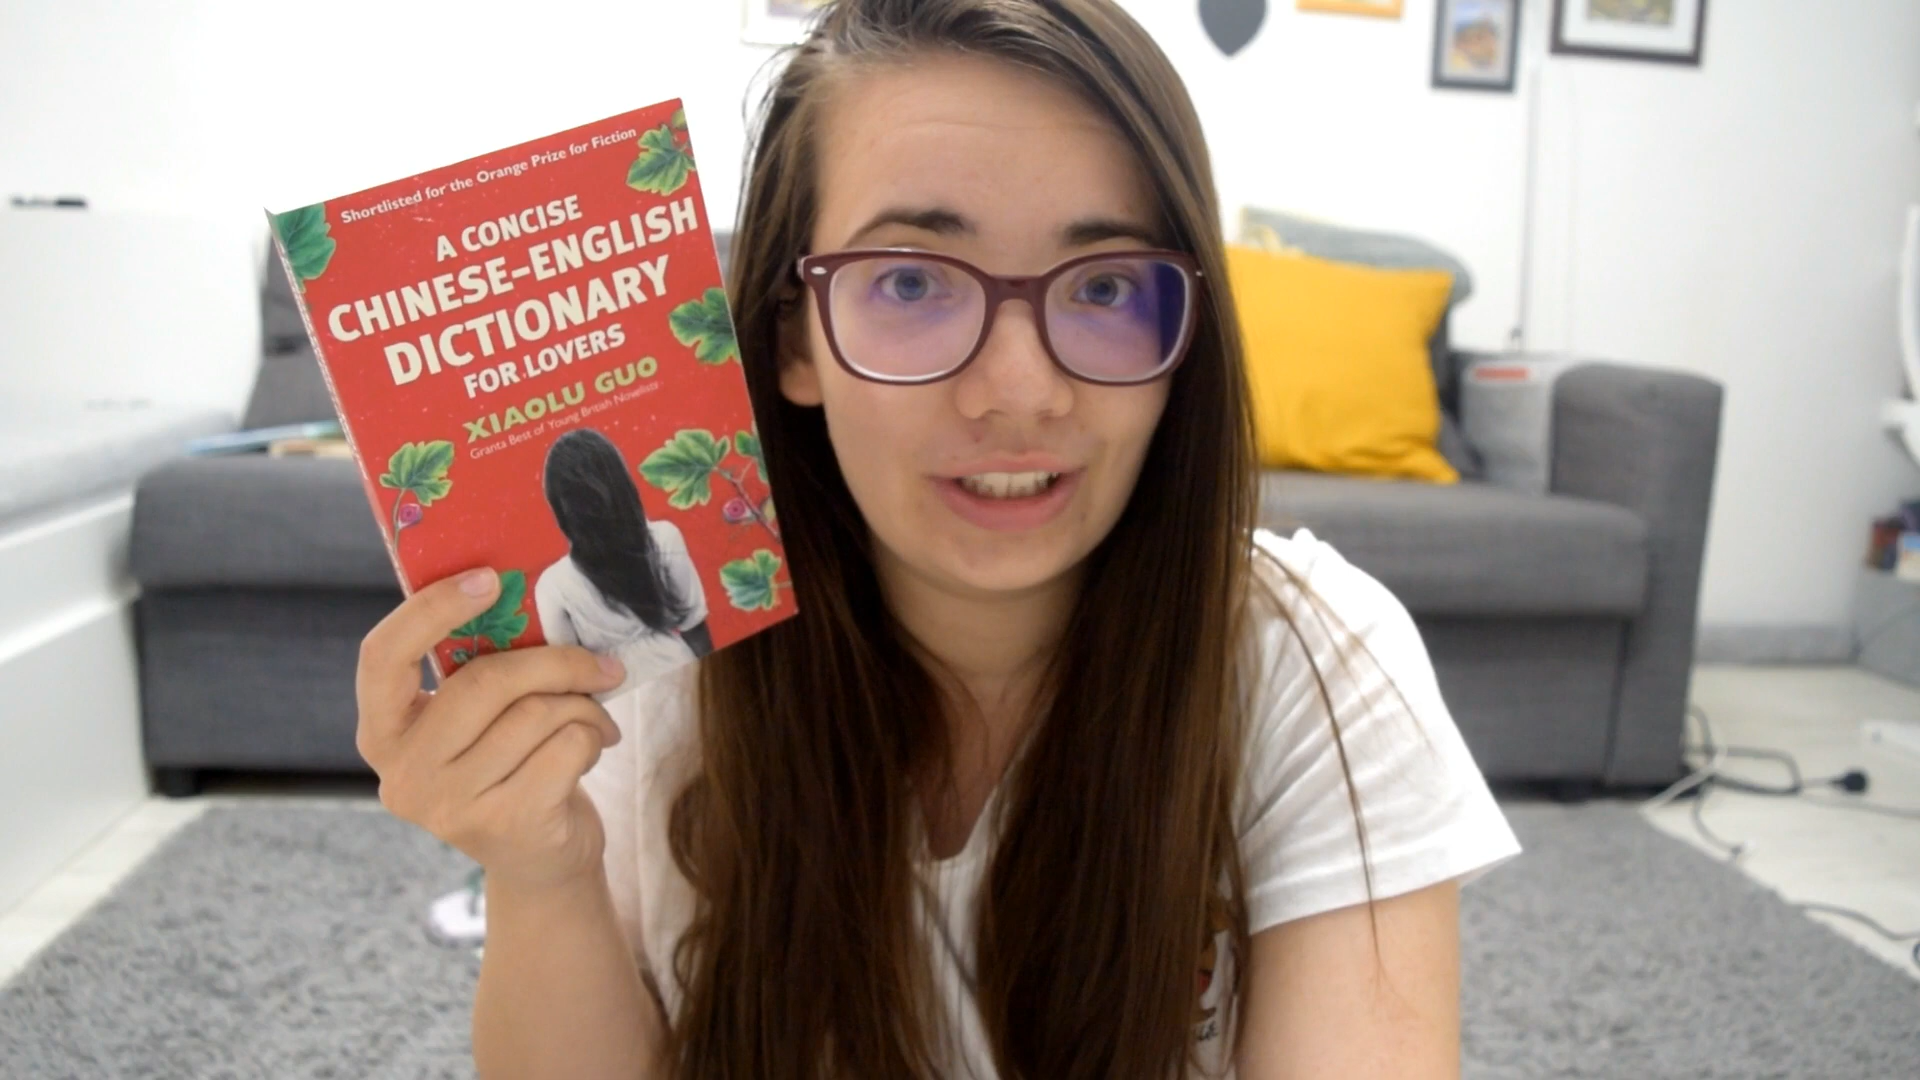 Shortlisted for the Orange Prize for Fiction
A CONCISE
CHINESE–ENGLISH
DICTIONARY
FOR LOVERS
XIAOLU GUO
Granta Best of Young British Novelists